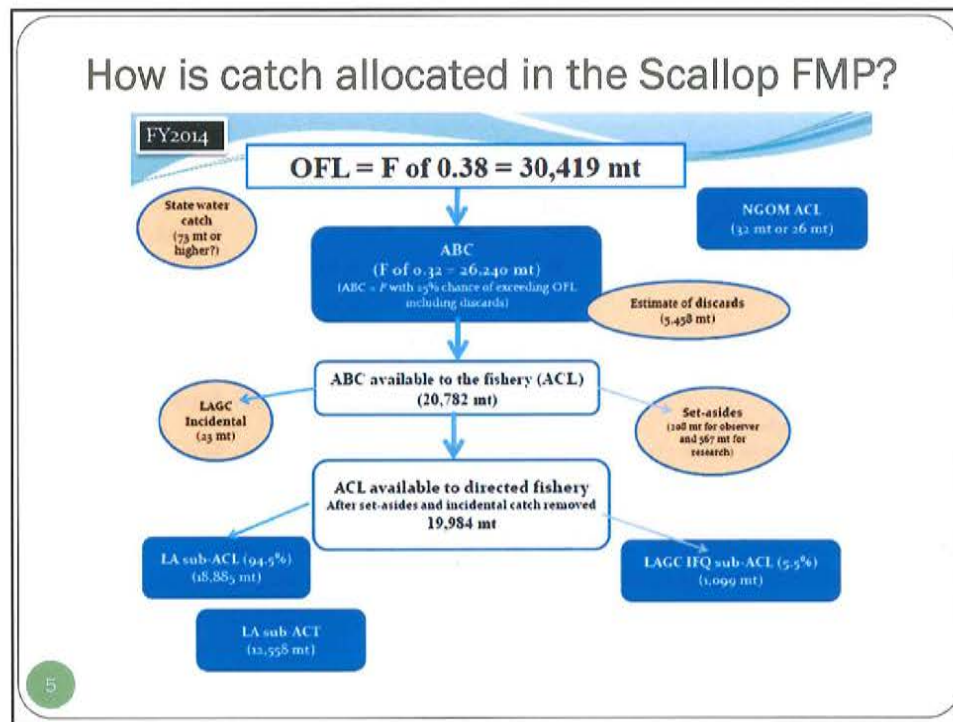 How is catch allocated in the Scallop FMP?
FY2014
OFL = F of 0.38 = 30,419 mt
State water
catch
(73 mt or
higher?)
NGOM ACL
(32 mt or 26 mt)
ABC
(F of 0.32 = 26,240 mt)
(ABC = F with 25% chance of exceeding OFL
including discards)
Estimate of discards
(5,458 mt)
ABC available to the fishery (ACL)
(20,782 mt)
LAGC
Incidental
(23 mt)
Set-asides
(208 mt for observer
and 567 mt for
research)
ACL available to directed fishery
After set-asides and incidental catch removed
19,984 mt
LA sub-ACL (94.5%)
(18,885 mt)
LAGC IFQ sub-ACL (5.5%)
(1,099 mt)
LA sub-ACT
(12,558 mt)
5